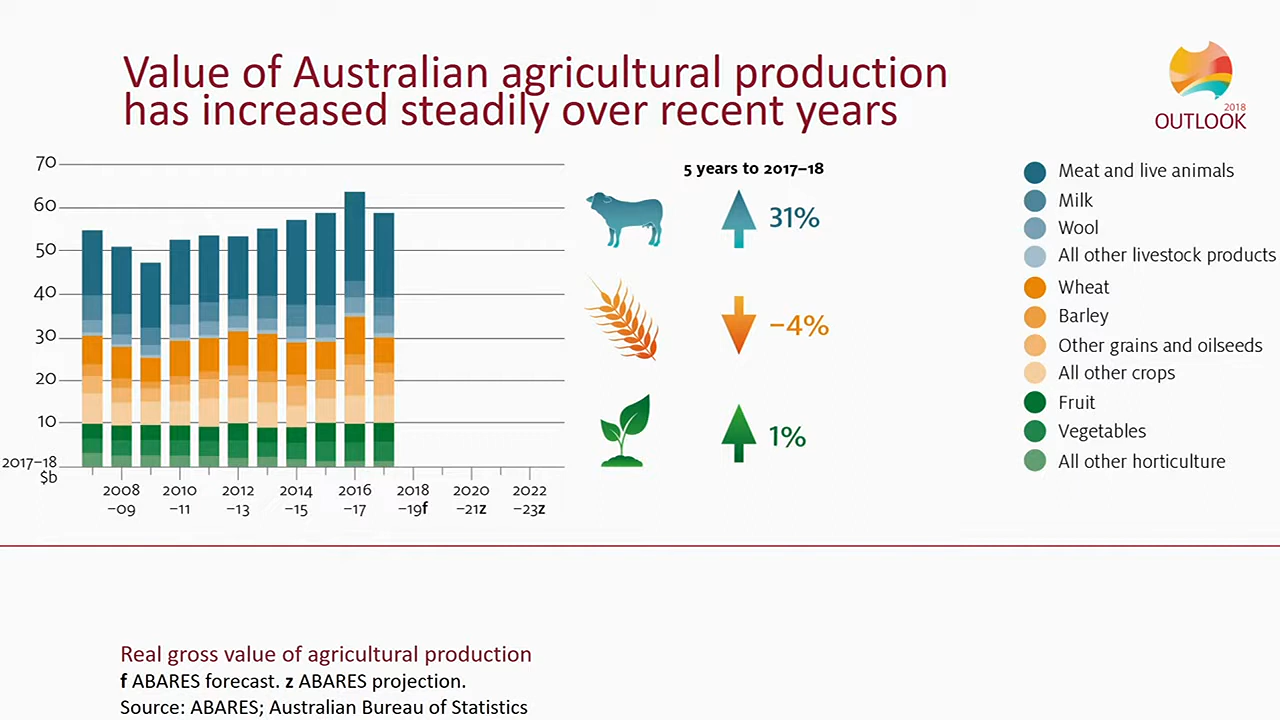 Value of Australian agricultural production
has increased steadily over recent years
2018
OUTLOOK
70
60
50
40
30
20
10
2017–18
$b
2008
–09
2010
–11
2012
–13
2014
–15
2016
–17
2018
–19f
2020
–21z
2022
–23z
5 years to 2017–18
31%
–4%
1%
Meat and live animals
Milk
Wool
All other livestock products
Wheat
Barley
Other grains and oilseeds
All other crops
Fruit
Vegetables
All other horticulture
Real gross value of agricultural production
f ABARES forecast. z ABARES projection.
Source: ABARES; Australian Bureau of Statistics